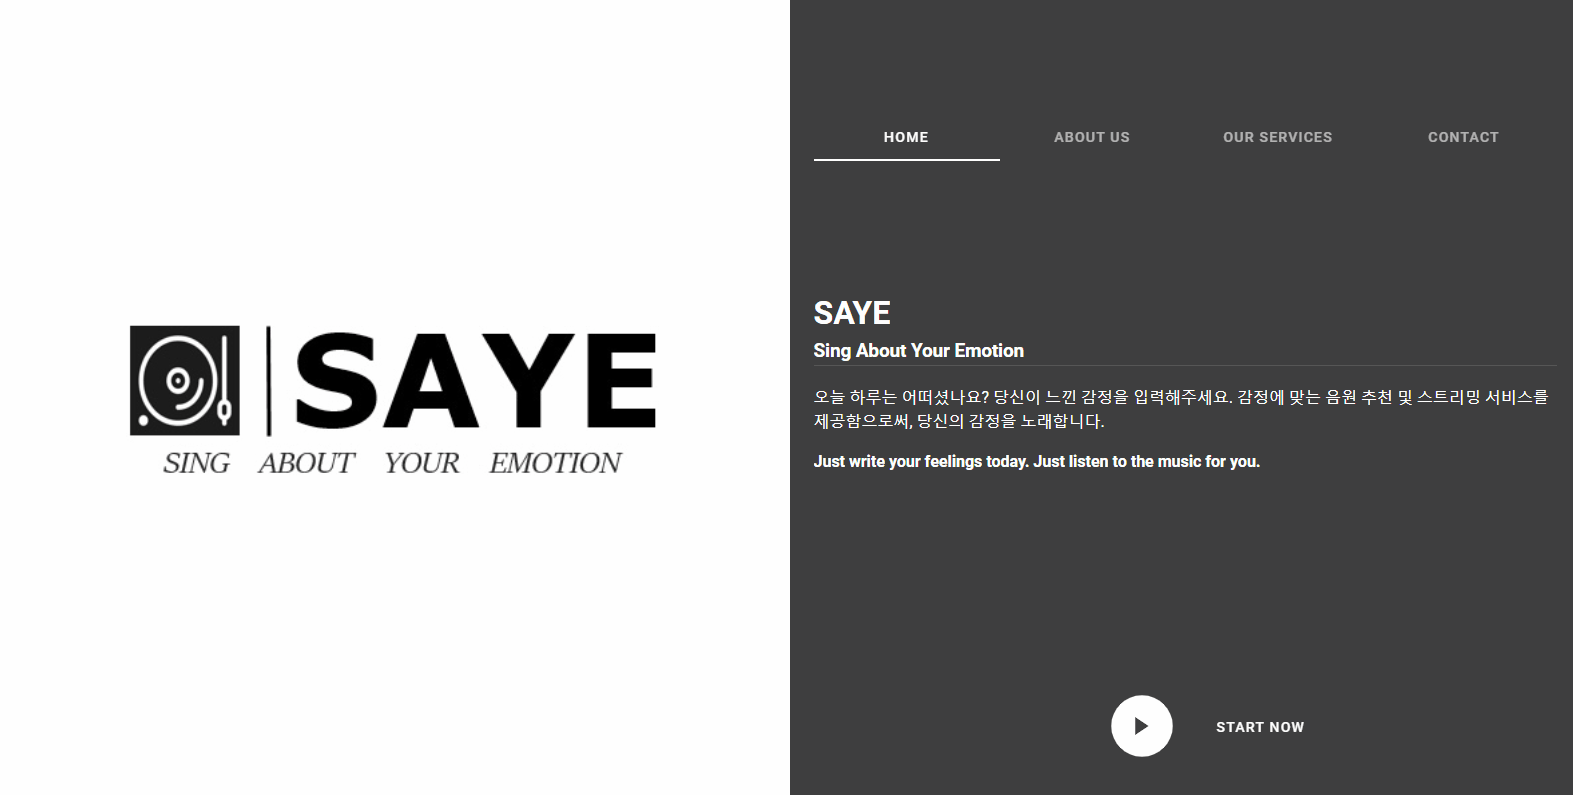 SAYE
SING ABOUT YOUR EMOTION
HOME ABOUT US OUR SERVICES CONTACT
SAYE
Sing About Your Emotion
오늘 하루는 어떠셨나요? 당신이 느낀 감정을 입력해주세요. 감정에 맞는 음원 추천 및 스트리밍 서비스를
제공함으로써, 당신의 감정을 노래합니다.
Just write your feelings today. Just listen to the music for you.
START NOW